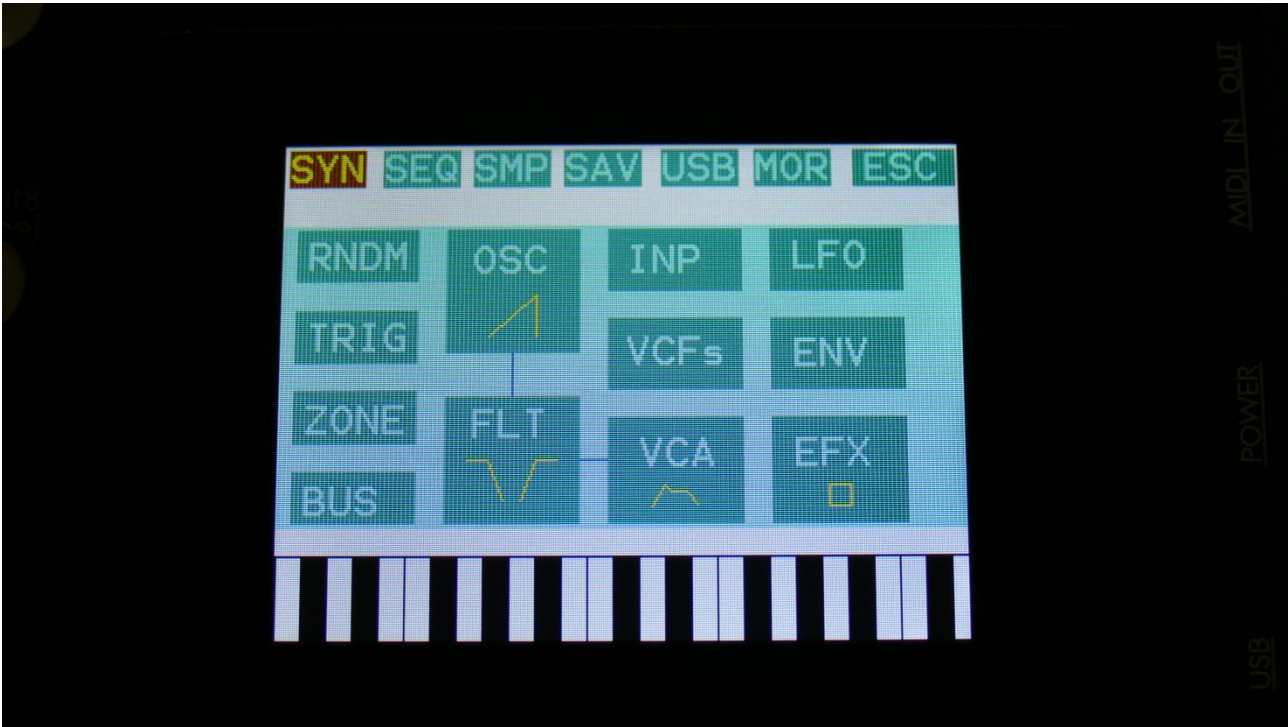 SYN SEQ SMP SAV USB MOR ESC
RNDM OSC INP LFO
TRIG VCFs ENV
ZONE FLT VCA EFX
BUS
MIDI IN OUT
POWER
USB